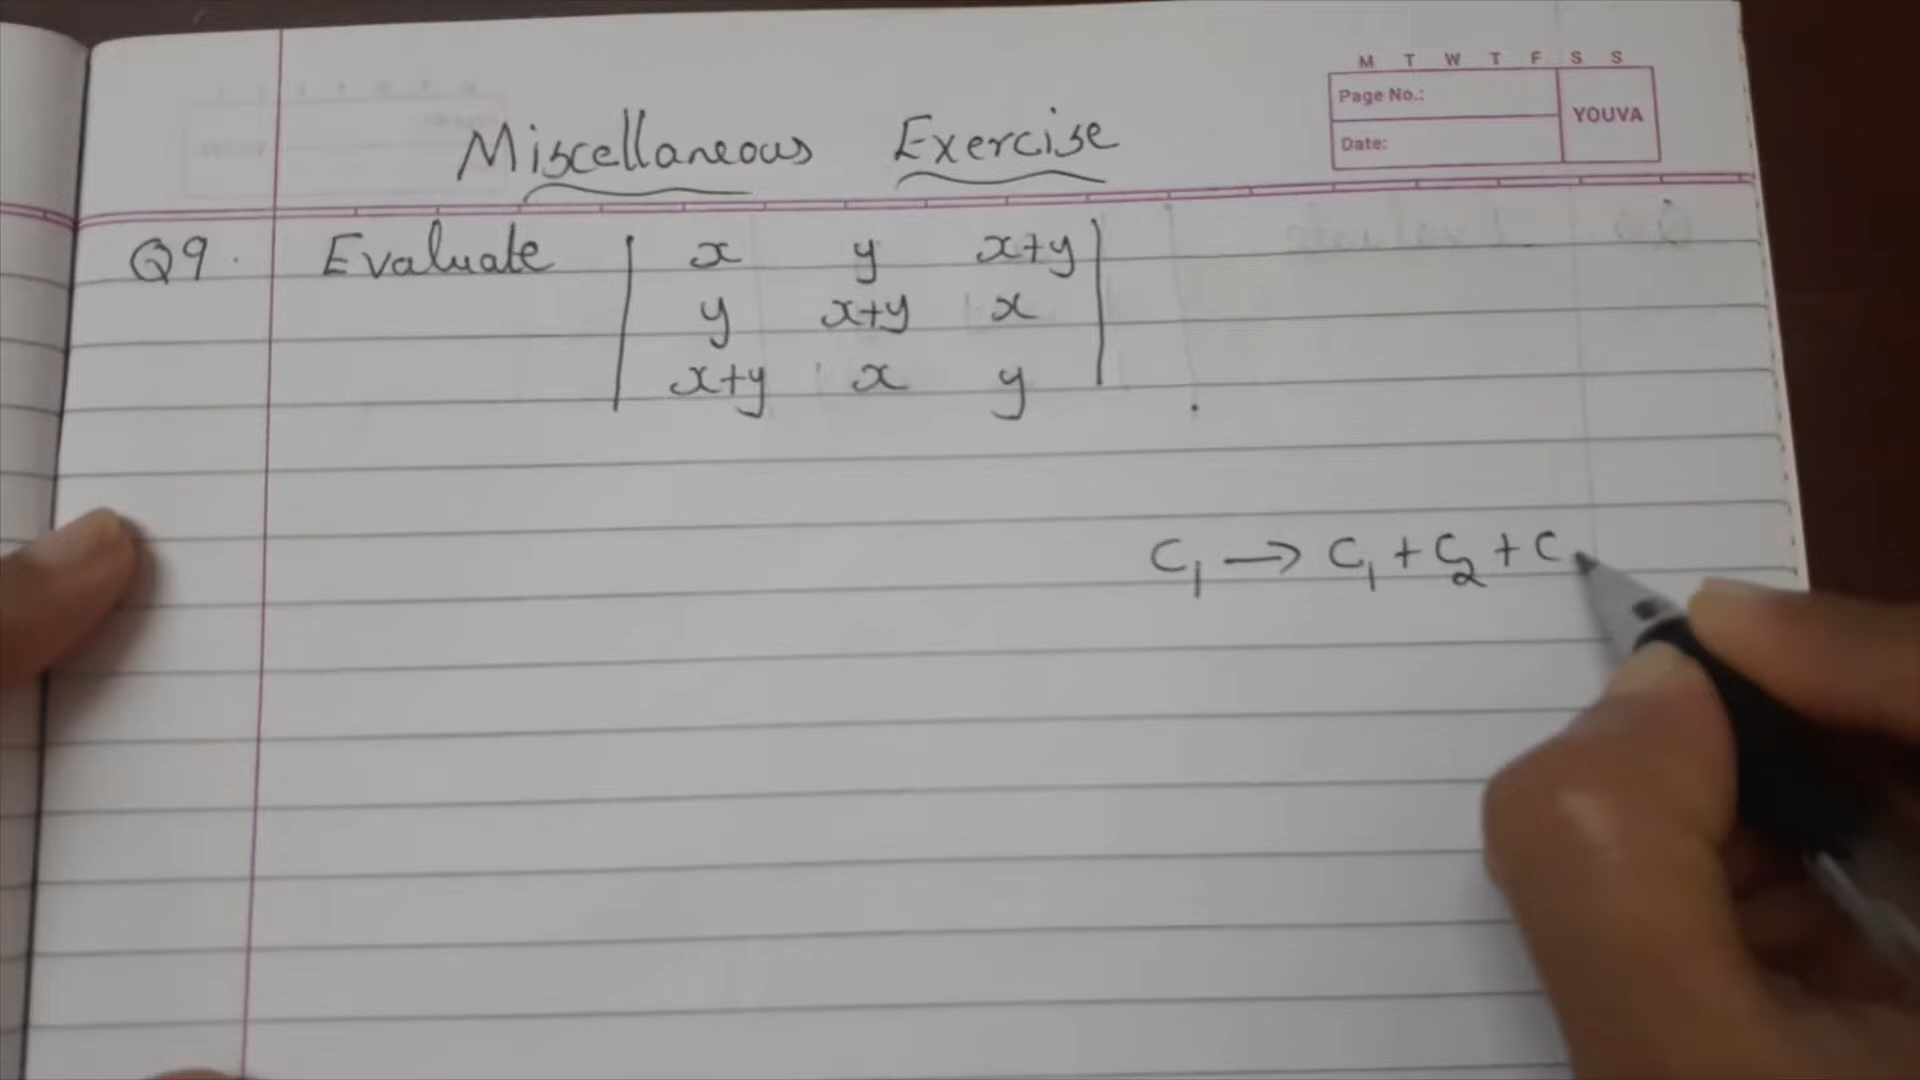 M T W T F S S
Page No.:
YOUVA
Date:
Miscellaneous Exercise
Q9. Evaluate | x y x+y |
y x+y x
x+y x y
C₁ → C₁ + C₂ + C